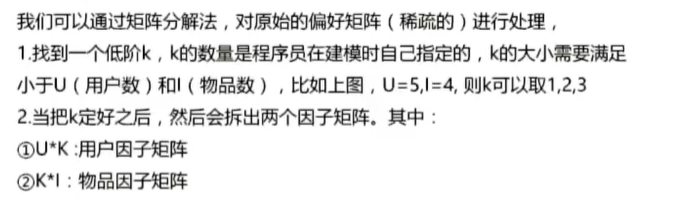 我们可以通过矩阵分解法，对原始的偏好矩阵（稀疏的）进行处理，
1.找到一个低阶k，k的数量是程序员在建模时自己指定的，k的大小需要满足
小于U（用户数）和I（物品数），比如上图，U=5,I=4, 则k可以取1,2,3
2.当把k定好之后，然后会拆出两个因子矩阵。其中：
①U*K :用户因子矩阵
②K*I：物品因子矩阵